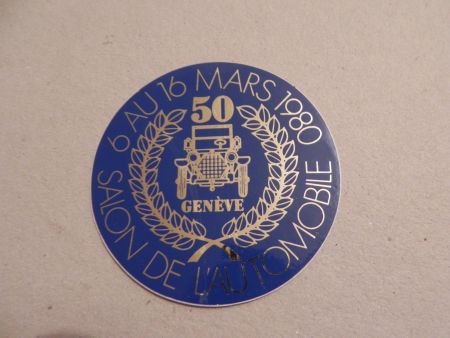 6 AU 16 MARS 1980
50
GENÈVE
SALON DE L'AUTOMOBILE